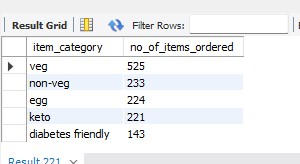 Result Grid Filter Rows:
item_category no_of_items_ordered
veg 525
non-veg 233
egg 224
keto 221
diabetes friendly 143
Result 221